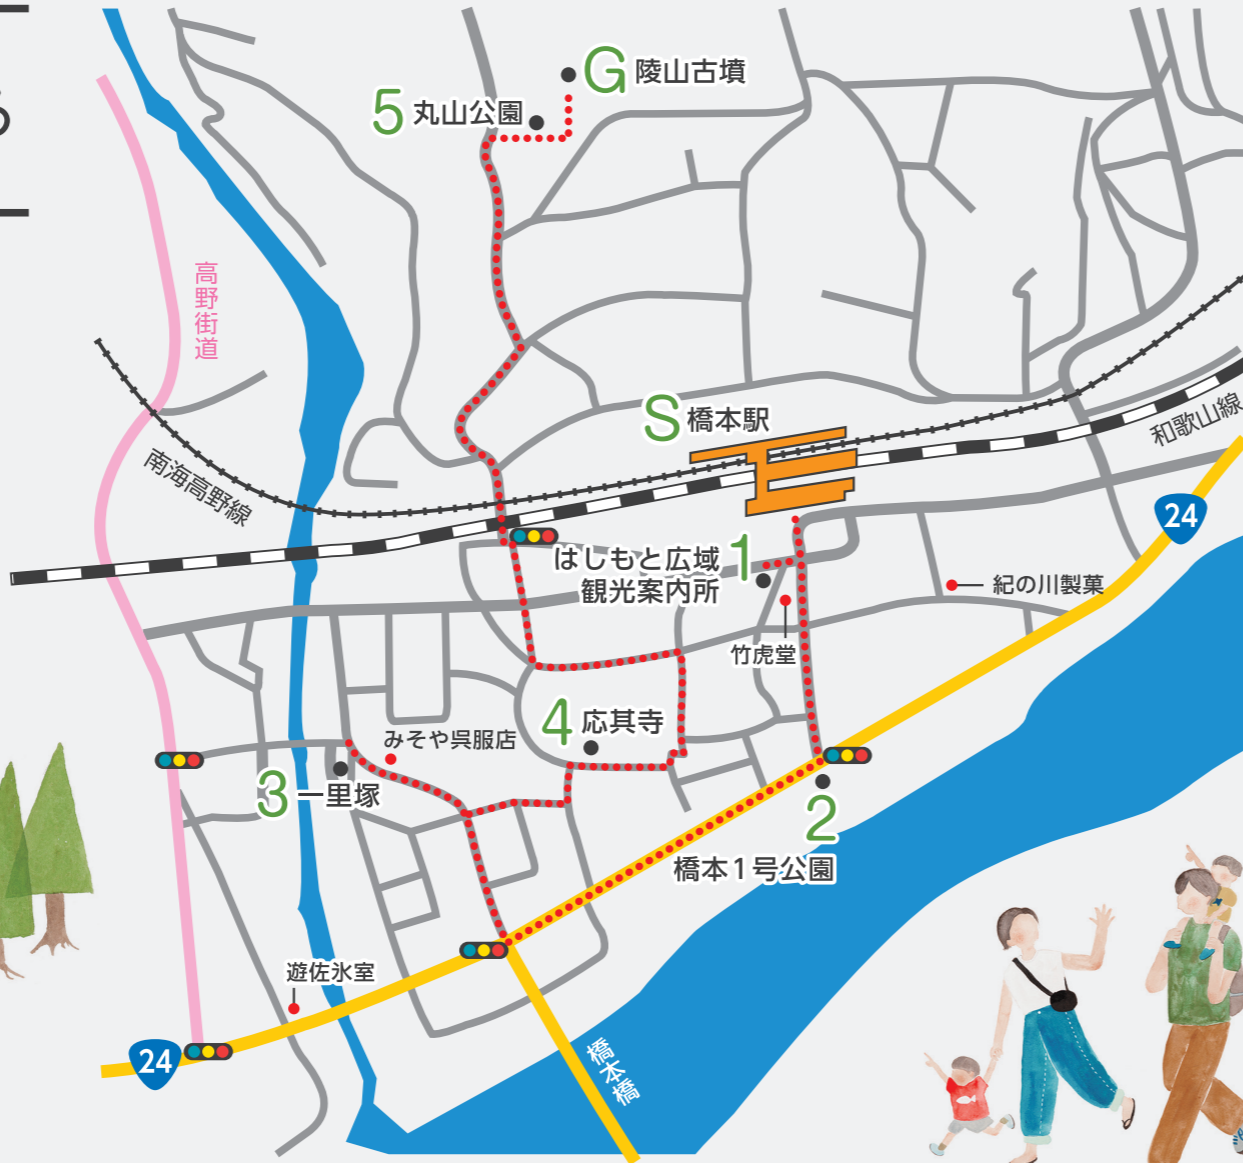 G 陵山古墳
5 丸山公園
高野街道
S 橋本駅
和歌山線
南海高野線
24
はしもと広域
観光案内所
1
紀の川製菓
竹虎堂
4 応其寺
みそや呉服店
3 一里塚
2
橋本1号公園
遊佐氷室
24
橋本橋